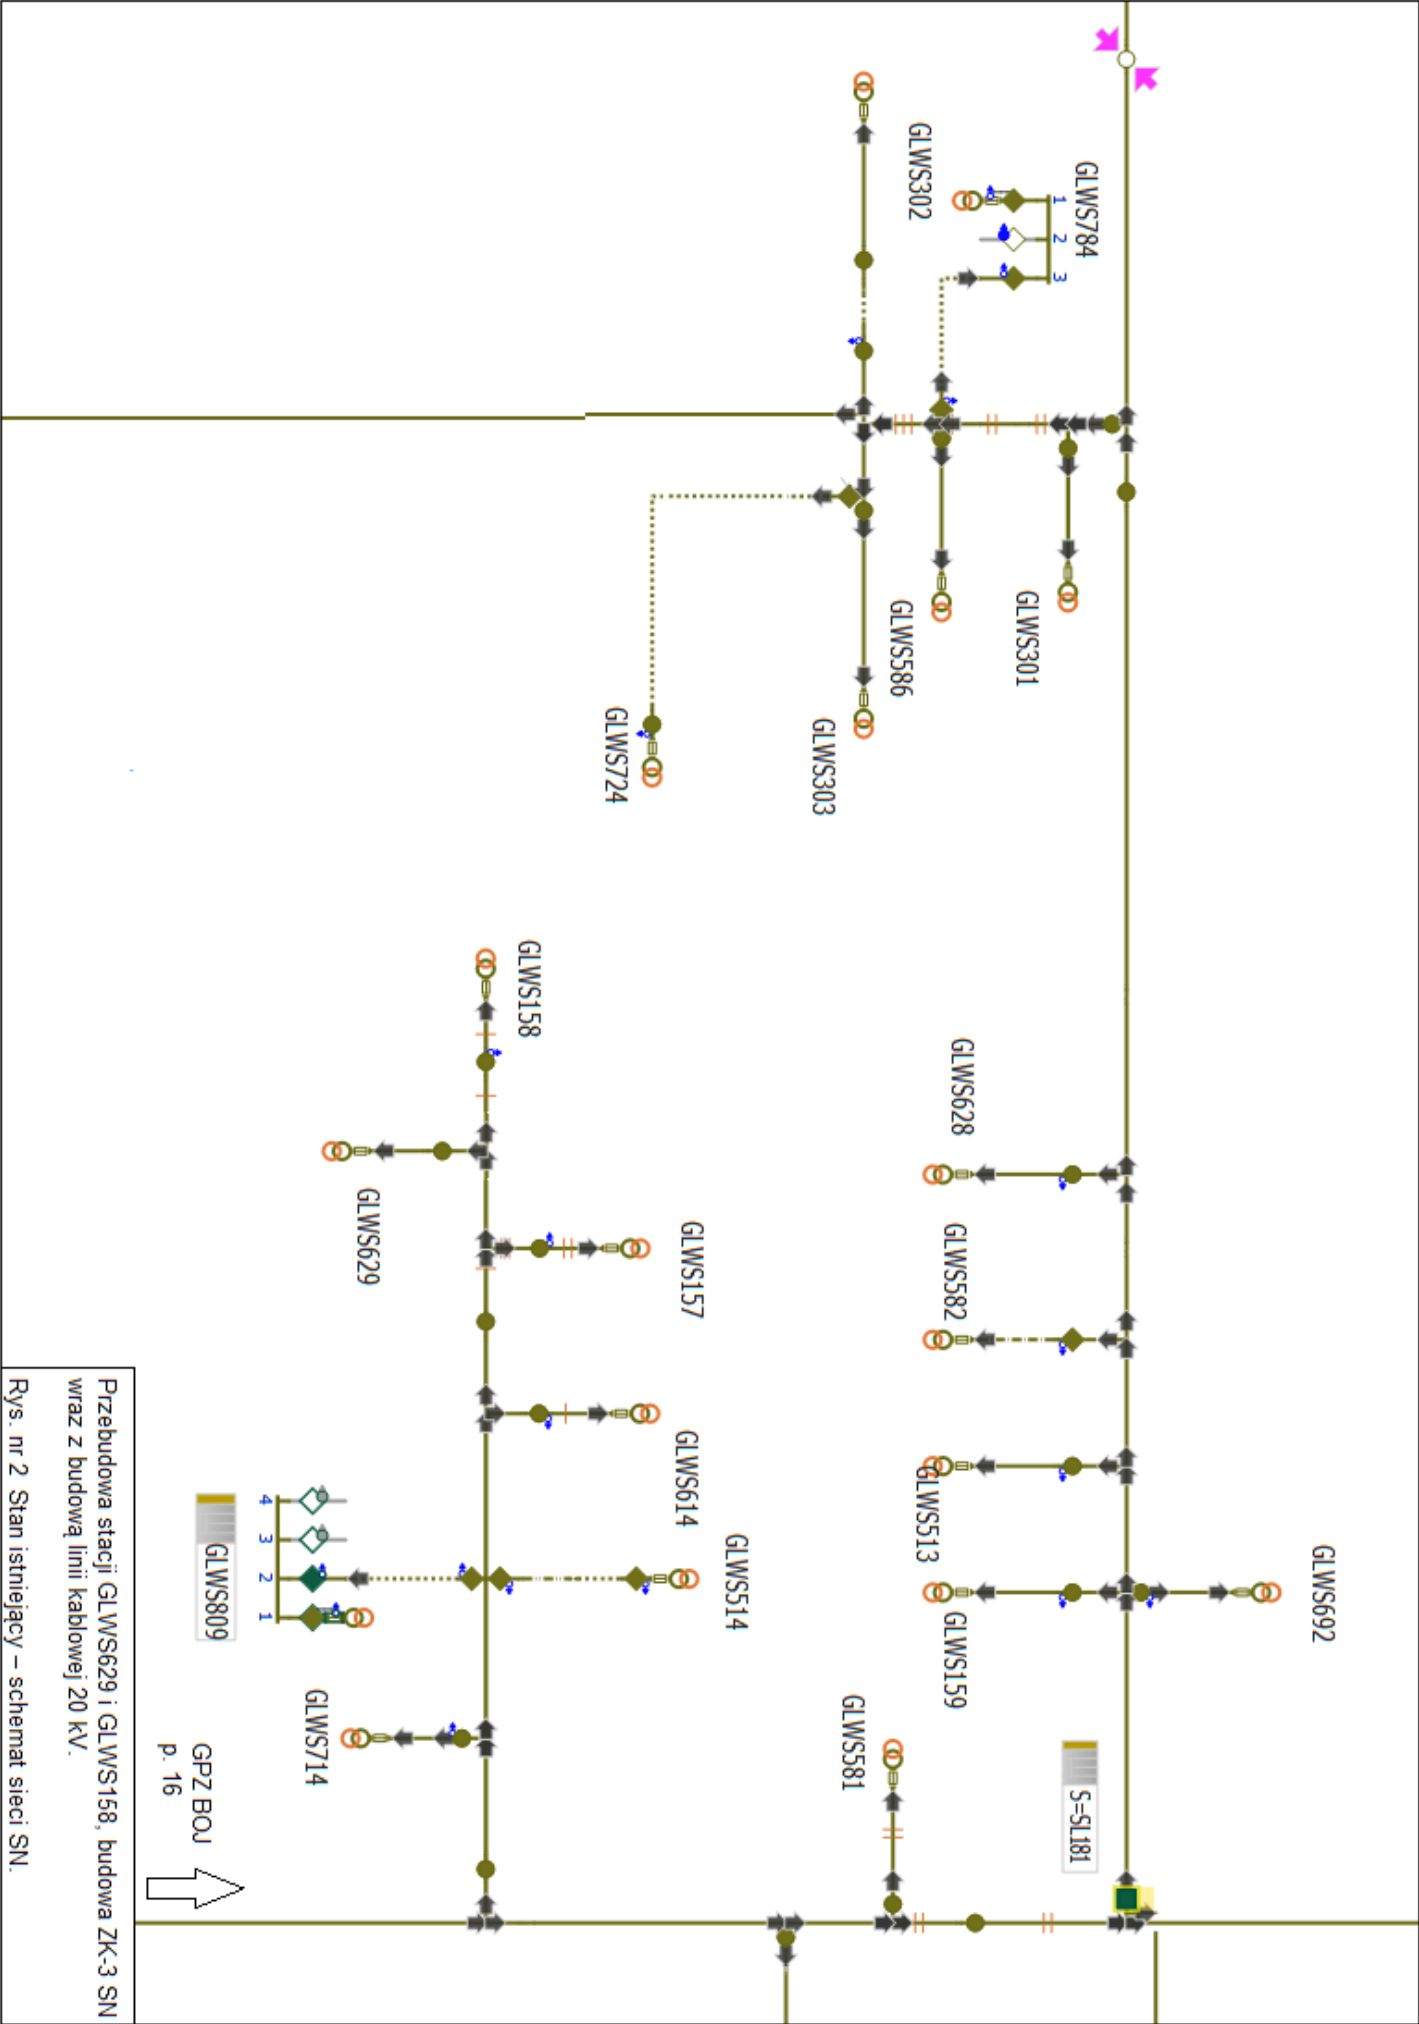 GLWS692
GLWS784
S=SL181
1 2 3
GLWS301
GLWS628
GLWS582
GLWS159
GLWS513
GLWS302
GLWS586
GLWS581
GLWS303
GLWS514
GLWS157
GLWS614
GLWS724
GLWS158
GLWS629
GLWS714
4 3 2 1
GLWS809
GPZ BOJ
p. 16
Przebudowa stacji GLWS629 i GLWS158, budowa ZK-3 SN
wraz z budową linii kablowej 20 kV.
Rys. nr 2 Stan istniejący – schemat sieci SN.